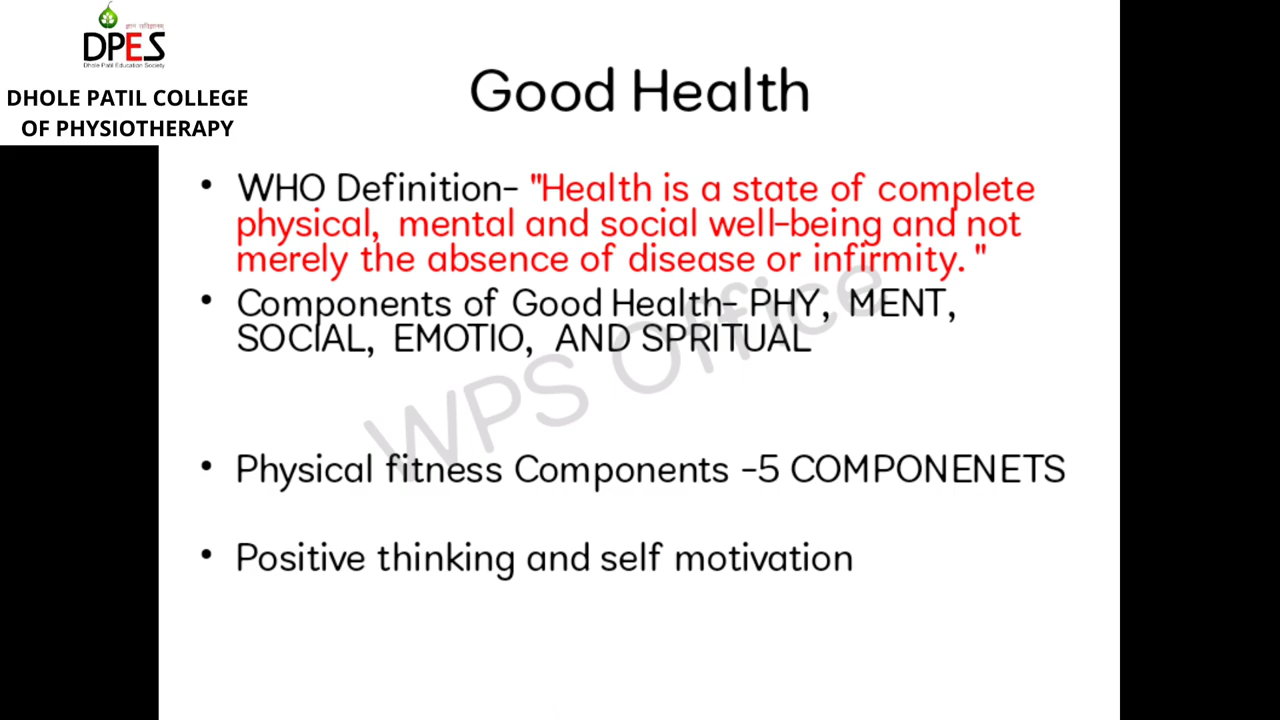 ज्ञान प्रतिष्ठानम्
DPES
Dhole Patil Education Society
DHOLE PATIL COLLEGE
OF PHYSIOTHERAPY
Good Health
• WHO Definition- "Health is a state of complete
physical, mental and social well-being and not
merely the absence of disease or infirmity. "
• Components of Good Health- PHY, MENT,
SOCIAL, EMOTIO, AND SPRITUAL
WPS Office
• Physical fitness Components -5 COMPONENETS
• Positive thinking and self motivation